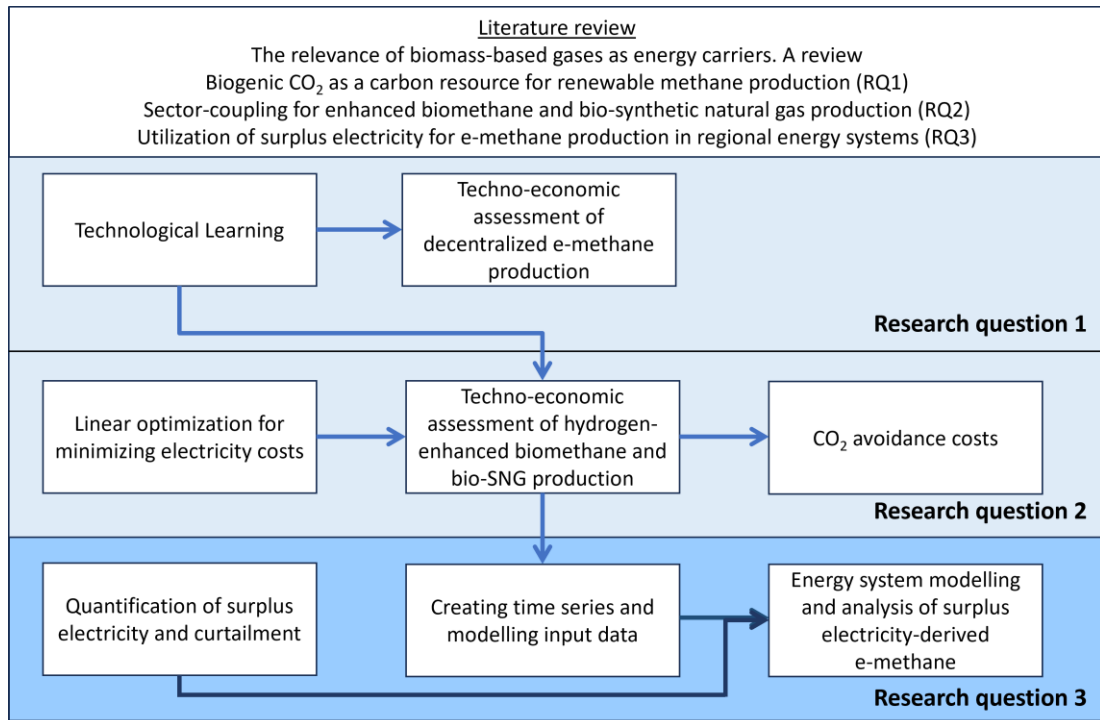 Literature review
The relevance of biomass-based gases as energy carriers. A review
Biogenic CO₂ as a carbon resource for renewable methane production (RQ1)
Sector-coupling for enhanced biomethane and bio-synthetic natural gas production (RQ2)
Utilization of surplus electricity for e-methane production in regional energy systems (RQ3)
Technological Learning
Techno-economic
assessment of
decentralized e-methane
production
Research question 1
Linear optimization for
minimizing electricity costs
Techno-economic
assessment of hydrogen-
enhanced biomethane and
bio-SNG production
CO₂ avoidance costs
Research question 2
Quantification of surplus
electricity and curtailment
Creating time series and
modelling input data
Energy system modelling
and analysis of surplus
electricity-derived
e-methane
Research question 3